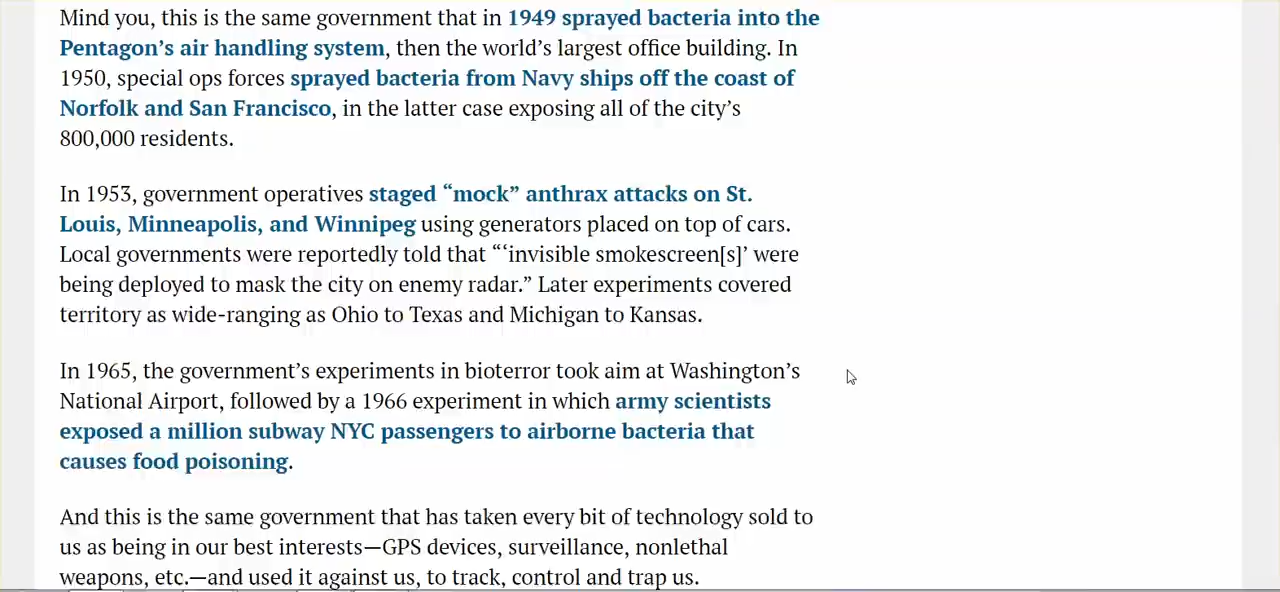 Mind you, this is the same government that in 1949 sprayed bacteria into the
Pentagon’s air handling system, then the world’s largest office building. In
1950, special ops forces sprayed bacteria from Navy ships off the coast of
Norfolk and San Francisco, in the latter case exposing all of the city’s
800,000 residents.
In 1953, government operatives staged “mock” anthrax attacks on St.
Louis, Minneapolis, and Winnipeg using generators placed on top of cars.
Local governments were reportedly told that “‘invisible smokescreen[s]’ were
being deployed to mask the city on enemy radar.” Later experiments covered
territory as wide-ranging as Ohio to Texas and Michigan to Kansas.
In 1965, the government’s experiments in bioterror took aim at Washington’s
National Airport, followed by a 1966 experiment in which army scientists
exposed a million subway NYC passengers to airborne bacteria that
causes food poisoning.
And this is the same government that has taken every bit of technology sold to
us as being in our best interests—GPS devices, surveillance, nonlethal
weapons, etc.—and used it against us, to track, control and trap us.